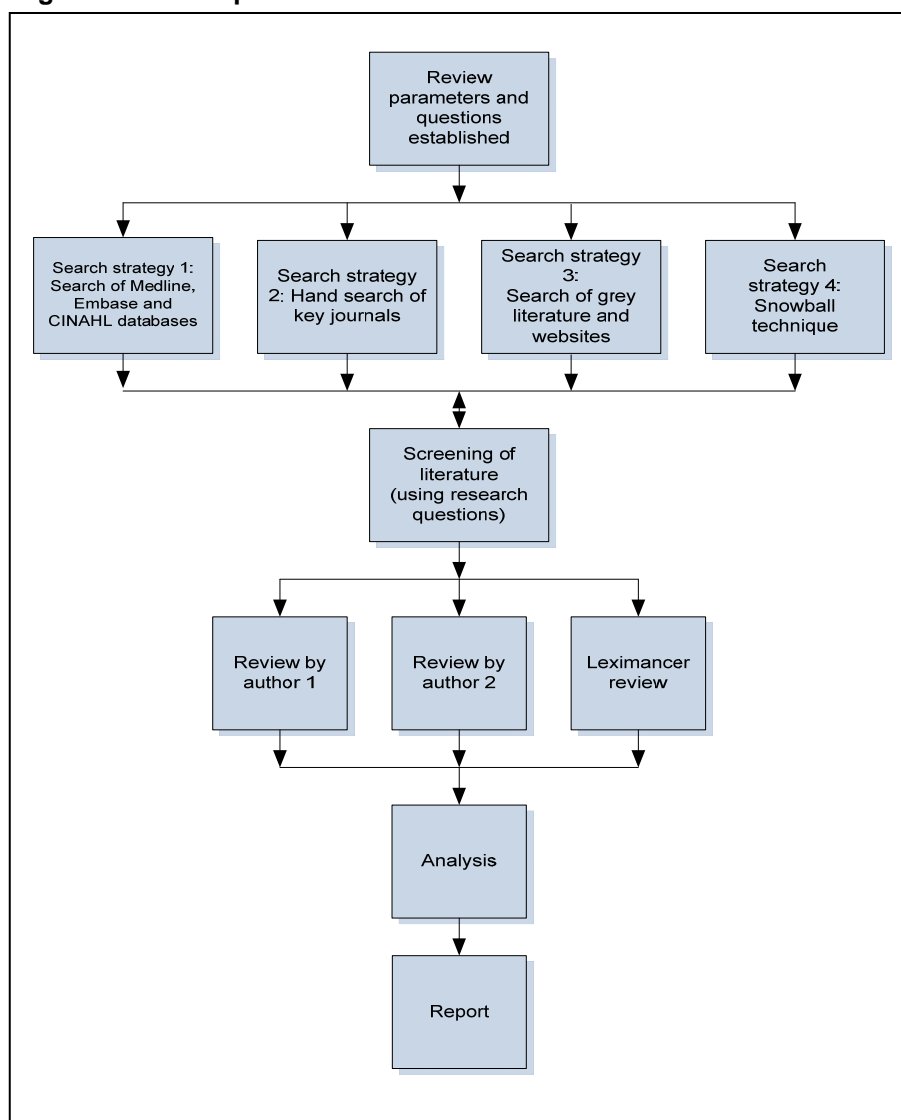 Review
parameters and
questions
established
Search strategy 1:
Search of Medline,
Embase and
CINAHL databases
Search strategy
2: Hand search of
key journals
Search strategy
3:
Search of grey
literature and
websites
Search
strategy 4:
Snowball
technique
Screening of
literature
(using research
questions)
Review by
author 1
Review by
author 2
Leximancer
review
Analysis
Report